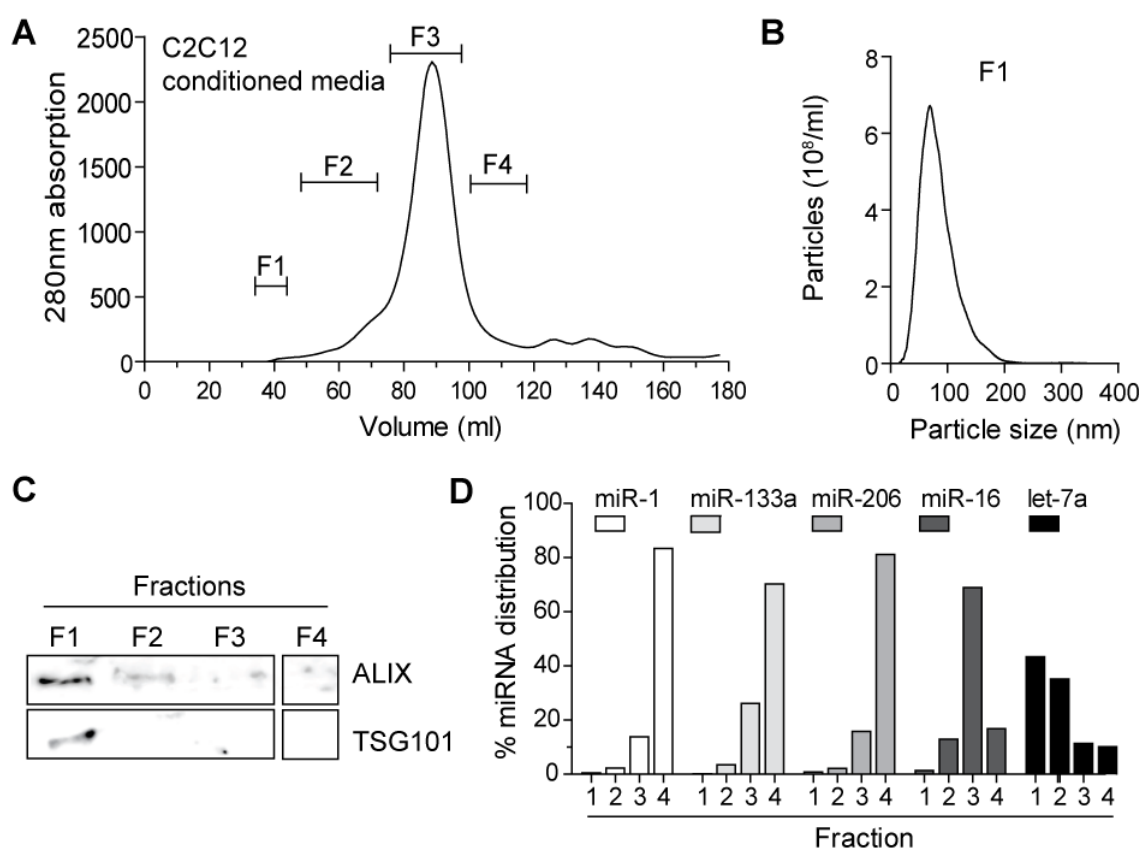 A
C2C12
conditioned media
F1
F2
F3
F4
280nm absorption
2500
2000
1500
1000
500
0
0 20 40 60 80 100 120 140 160 180
Volume (ml)
B
F1
Particles (10⁸/ml)
8
6
4
2
0
0 100 200 300 400
Particle size (nm)
C
Fractions
F1 F2 F3 F4
ALIX
TSG101
D
miR-1 miR-133a miR-206 miR-16 let-7a
% miRNA distribution
100
80
60
40
20
0
1 2 3 4 1 2 3 4 1 2 3 4 1 2 3 4 1 2 3 4
Fraction